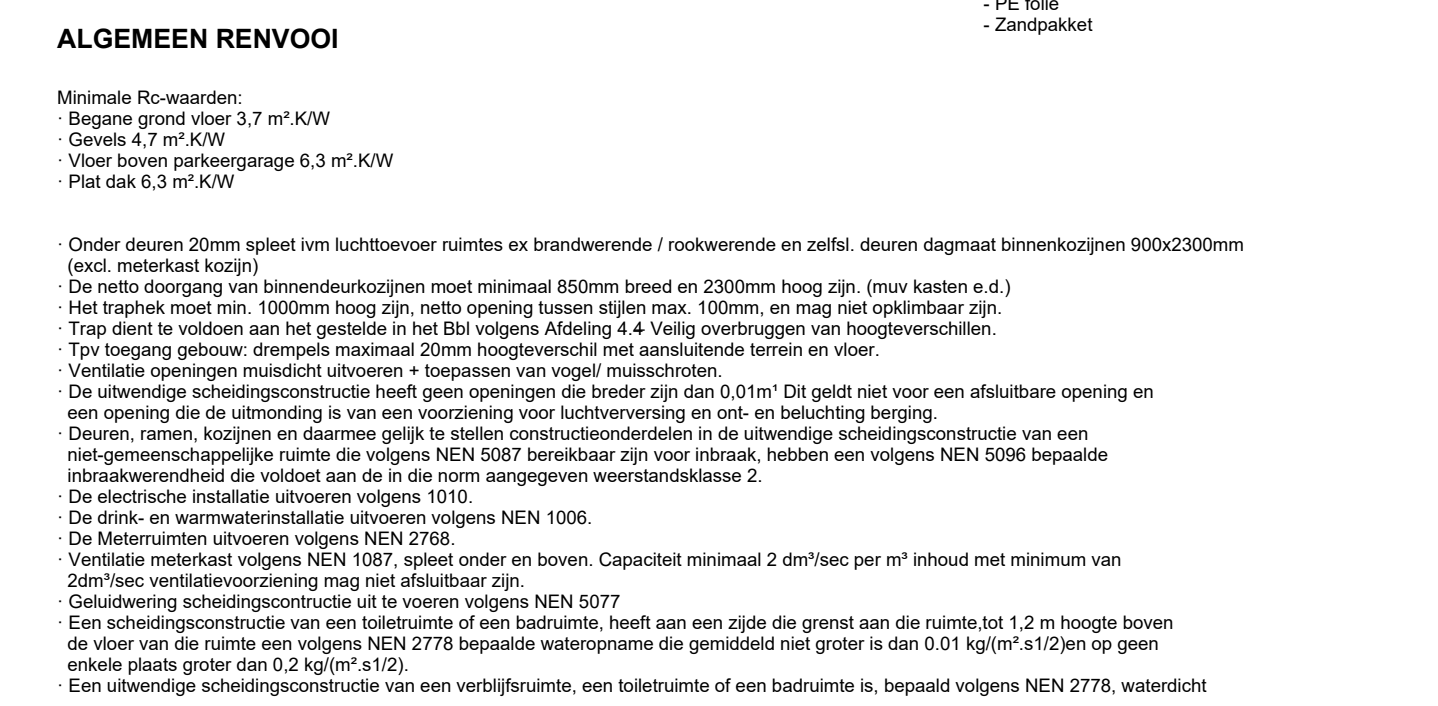 - PE folie
- Zandpakket
ALGEMEEN RENVOOI
Minimale Rc-waarden:
· Begane grond vloer 3,7 m².K/W
· Gevels 4,7 m².K/W
· Vloer boven parkeergarage 6,3 m².K/W
· Plat dak 6,3 m².K/W
· Onder deuren 20mm spleet ivm luchttoevoer ruimtes ex brandwerende / rookwerende en zelfsl. deuren dagmaat binnenkozijnen 900x2300mm
(excl. meterkast kozijn)
· De netto doorgang van binnendeurkozijnen moet minimaal 850mm breed en 2300mm hoog zijn. (muv kasten e.d.)
· Het traphek moet min. 1000mm hoog zijn, netto opening tussen stijlen max. 100mm, en mag niet opklimbaar zijn.
· Trap dient te voldoen aan het gestelde in het Bbl volgens Afdeling 4.4 Veilig overbruggen van hoogteverschillen.
· Tpv toegang gebouw: drempels maximaal 20mm hoogteverschil met aansluitende terrein en vloer.
· Ventilatie openingen muisdicht uitvoeren + toepassen van vogel/ muisschroten.
· De uitwendige scheidingsconstructie heeft geen openingen die breder zijn dan 0,01m¹ Dit geldt niet voor een afsluitbare opening en
een opening die de uitmonding is van een voorziening voor luchtverversing en ont- en beluchting berging.
· Deuren, ramen, kozijnen en daarmee gelijk te stellen constructieonderdelen in de uitwendige scheidingsconstructie van een
niet-gemeenschappelijke ruimte die volgens NEN 5087 bereikbaar zijn voor inbraak, hebben een volgens NEN 5096 bepaalde
inbraakwerendheid die voldoet aan de in die norm aangegeven weerstandsklasse 2.
· De electrische installatie uitvoeren volgens 1010.
· De drink- en warmwaterinstallatie uitvoeren volgens NEN 1006.
· De Meterruimten uitvoeren volgens NEN 2768.
· Ventilatie meterkast volgens NEN 1087, spleet onder en boven. Capaciteit minimaal 2 dm³/sec per m³ inhoud met minimum van
2dm³/sec ventilatievoorziening mag niet afsluitbaar zijn.
· Geluidwering scheidingscontructie uit te voeren volgens NEN 5077
· Een scheidingsconstructie van een toiletruimte of een badruimte, heeft aan een zijde die grenst aan die ruimte,tot 1,2 m hoogte boven
de vloer van die ruimte een volgens NEN 2778 bepaalde wateropname die gemiddeld niet groter is dan 0.01 kg/(m².s1/2)en op geen
enkele plaats groter dan 0,2 kg/(m².s1/2).
· Een uitwendige scheidingsconstructie van een verblijfsruimte, een toiletruimte of een badruimte is, bepaald volgens NEN 2778, waterdicht